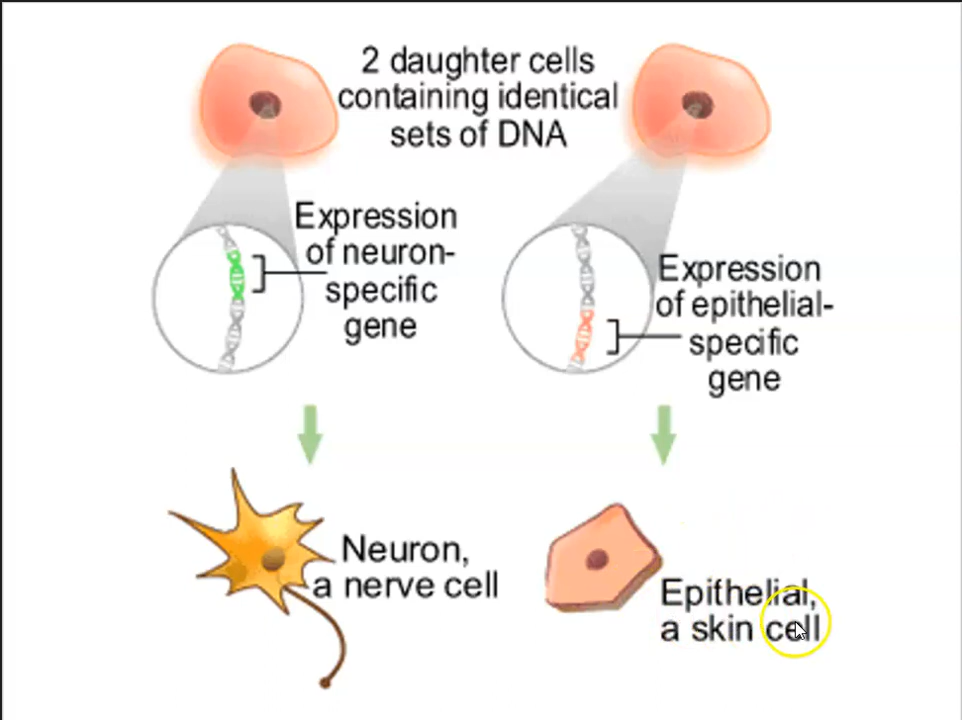 2 daughter cells
containing identical
sets of DNA
Expression
of neuron-
specific
gene
Expression
of epithelial-
specific
gene
Neuron,
a nerve cell
Epithelial,
a skin cell